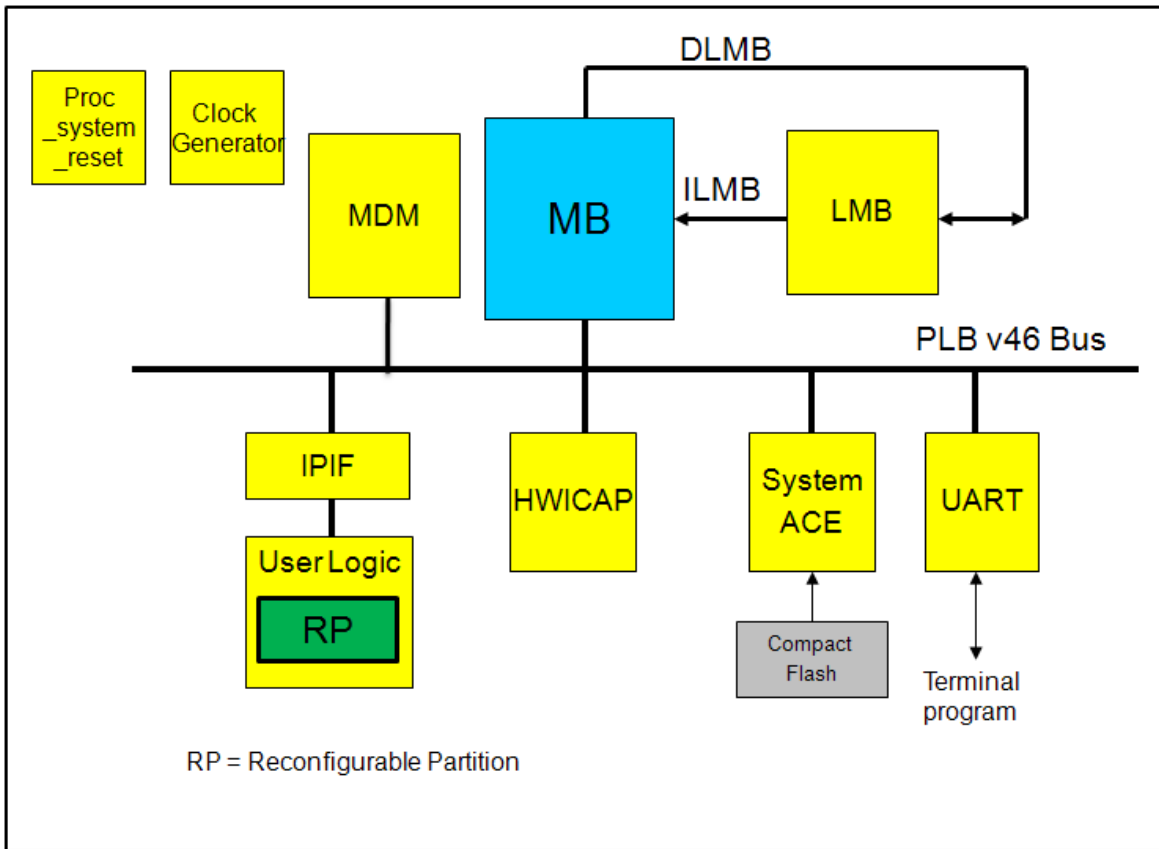 DLMB
Proc
_system
_reset
Clock
Generator
MDM
MB
ILMB
LMB
PLB v46 Bus
IPIF
HWICAP
System
ACE
UART
User Logic
RP
Compact
Flash
Terminal
program
RP = Reconfigurable Partition